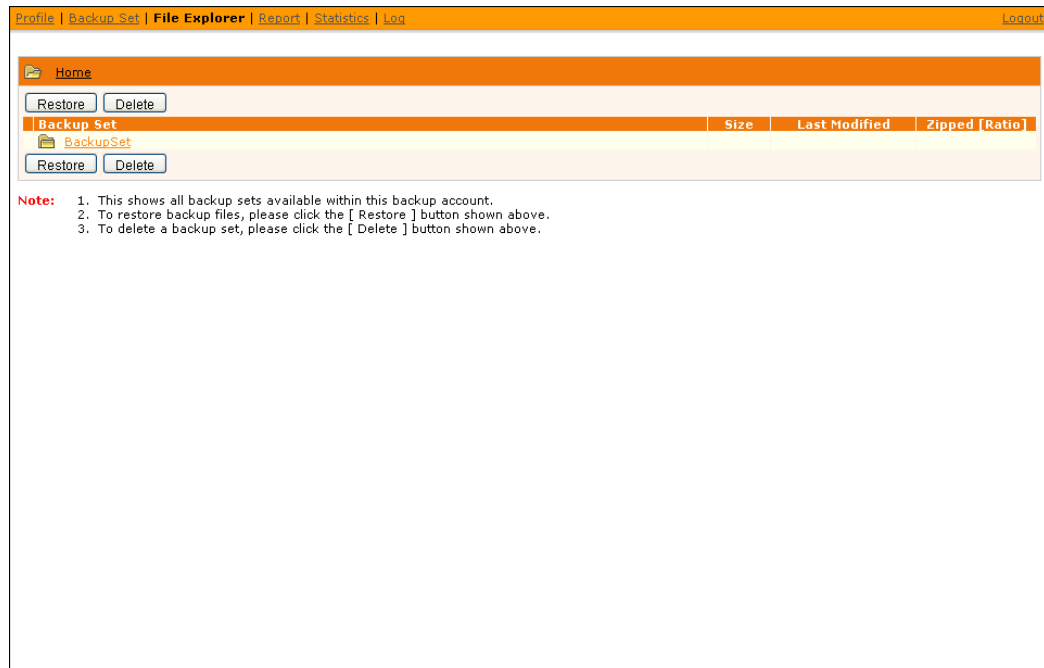 Profile | Backup Set | File Explorer | Report | Statistics | Log Logout
Home
Restore Delete
Backup Set Size Last Modified Zipped [Ratio]
BackupSet
Restore Delete
Note: 1. This shows all backup sets available within this backup account.
2. To restore backup files, please click the [ Restore ] button shown above.
3. To delete a backup set, please click the [ Delete ] button shown above.